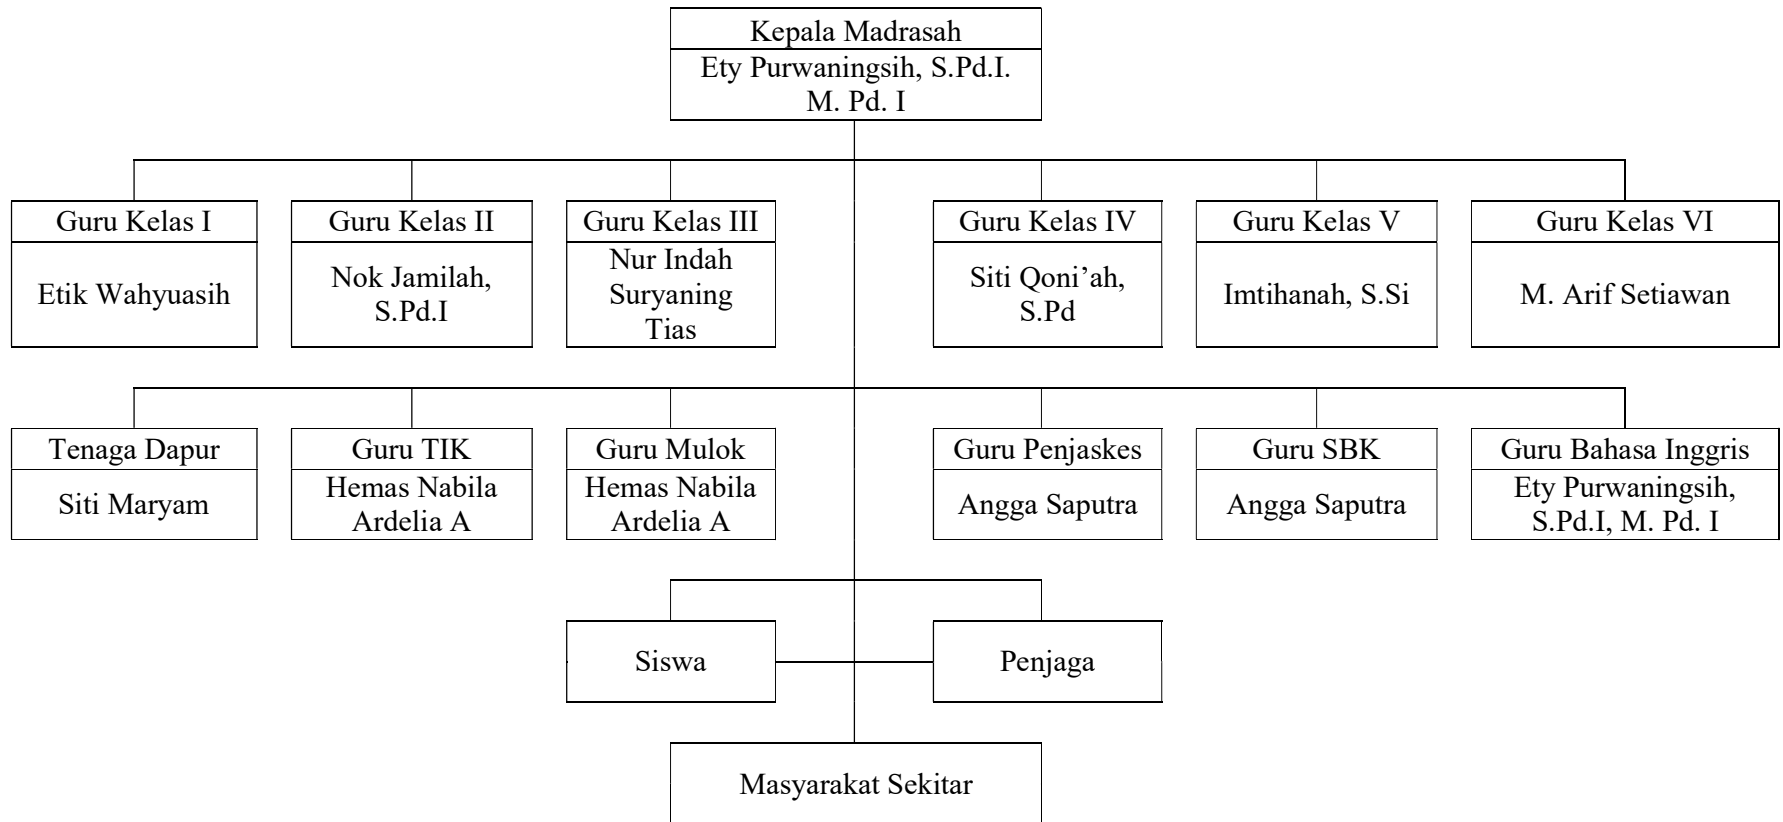 Kepala Madrasah
Ety Purwaningsih, S.Pd.I.
M. Pd. I
Guru Kelas I
Etik Wahyuasih
Guru Kelas II
Nok Jamilah,
S.Pd.I
Guru Kelas III
Nur Indah
Suryaning
Tias
Guru Kelas IV
Siti Qoni’ah,
S.Pd
Guru Kelas V
Imtihanah, S.Si
Guru Kelas VI
M. Arif Setiawan
Tenaga Dapur
Siti Maryam
Guru TIK
Hemas Nabila
Ardelia A
Guru Mulok
Hemas Nabila
Ardelia A
Guru Penjaskes
Angga Saputra
Guru SBK
Angga Saputra
Guru Bahasa Inggris
Ety Purwaningsih,
S.Pd.I, M. Pd. I
Siswa
Penjaga
Masyarakat Sekitar